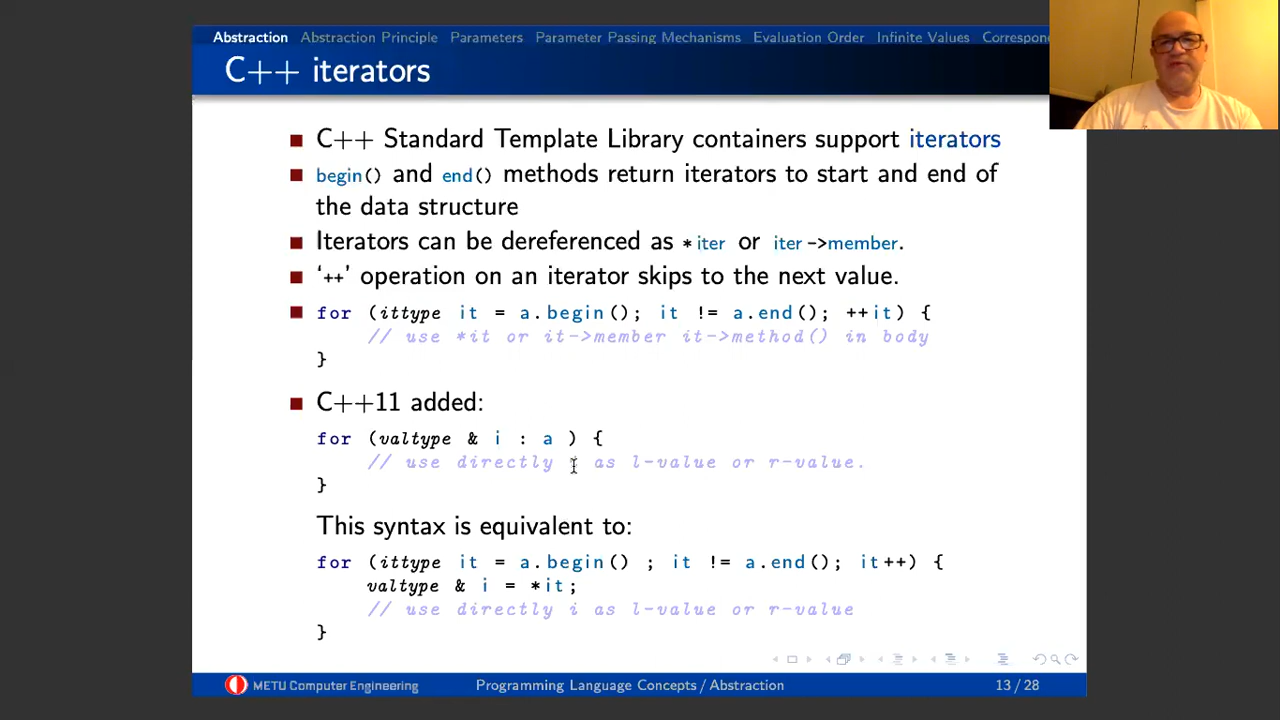 Abstraction Abstraction Principle Parameters Parameter Passing Mechanisms Evaluation Order Infinite Values Correspon
C++ iterators
C++ Standard Template Library containers support iterators
begin() and end() methods return iterators to start and end of
the data structure
Iterators can be dereferenced as *iter or iter->member.
‘++’ operation on an iterator skips to the next value.
for (ittype it = a.begin(); it != a.end(); ++it) {
// use *it or it->member it->method() in body
}
C++11 added:
for (valtype & i : a ) {
// use directly i as l-value or r-value.
}
This syntax is equivalent to:
for (ittype it = a.begin() ; it != a.end(); it++) {
valtype & i = *it;
// use directly i as l-value or r-value
}
METU Computer Engineering Programming Language Concepts/Abstraction 13/28